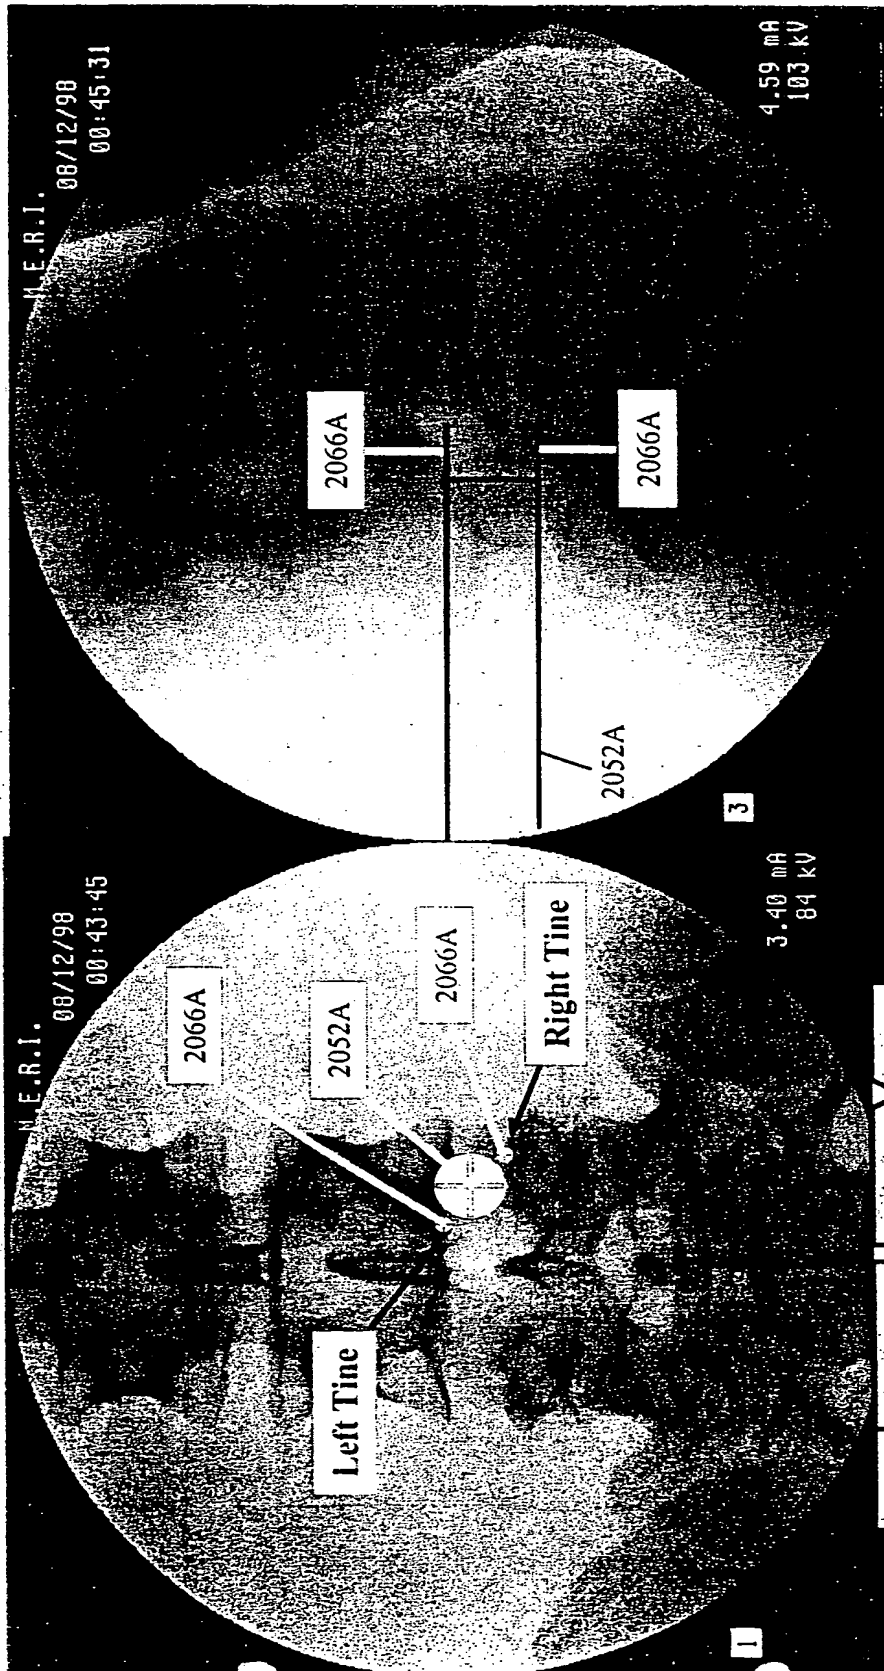 M.E.R.I.
08/12/98
00:43:45
2066A
2052A
2066A
Left Tine
Right Tine
3.40 mA
84 kV
1
M.E.R.I.
08/12/98
00:45:31
2066A
2066A
2052A
4.59 mA
103 kV
3